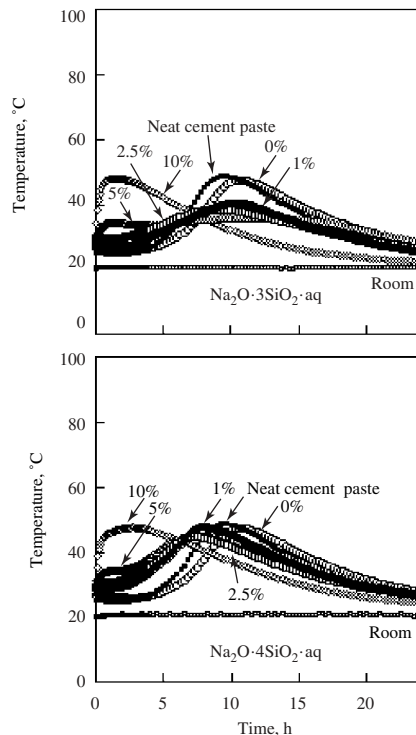 100
80
60
40
20
0
Temperature, °C
Neat cement paste
0%
2.5%
10%
1%
5%
Room
Na₂O·3SiO₂·aq
100
80
60
40
20
0
Temperature, °C
10%
5%
1%
Neat cement paste
0%
2.5%
Room
Na₂O·4SiO₂·aq
0 5 10 15 20
Time, h